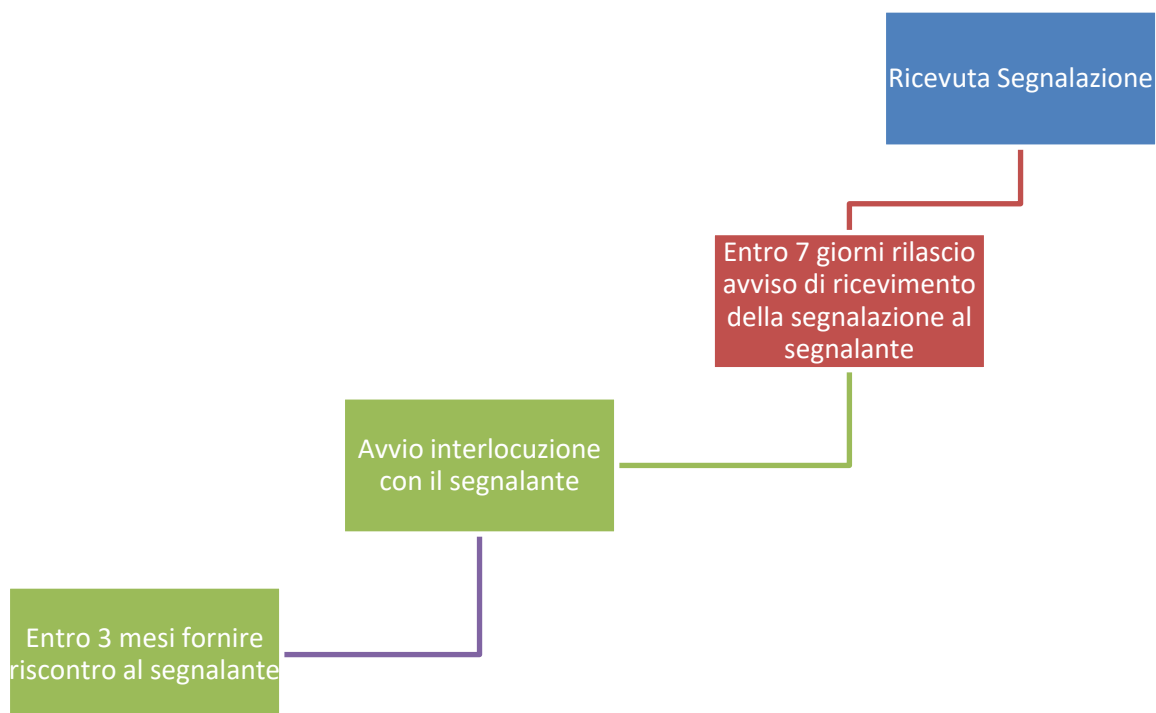 Ricevuta Segnalazione
Entro 7 giorni rilascio
avviso di ricevimento
della segnalazione al
segnalante
Avvio interlocuzione
con il segnalante
Entro 3 mesi fornire
riscontro al segnalante